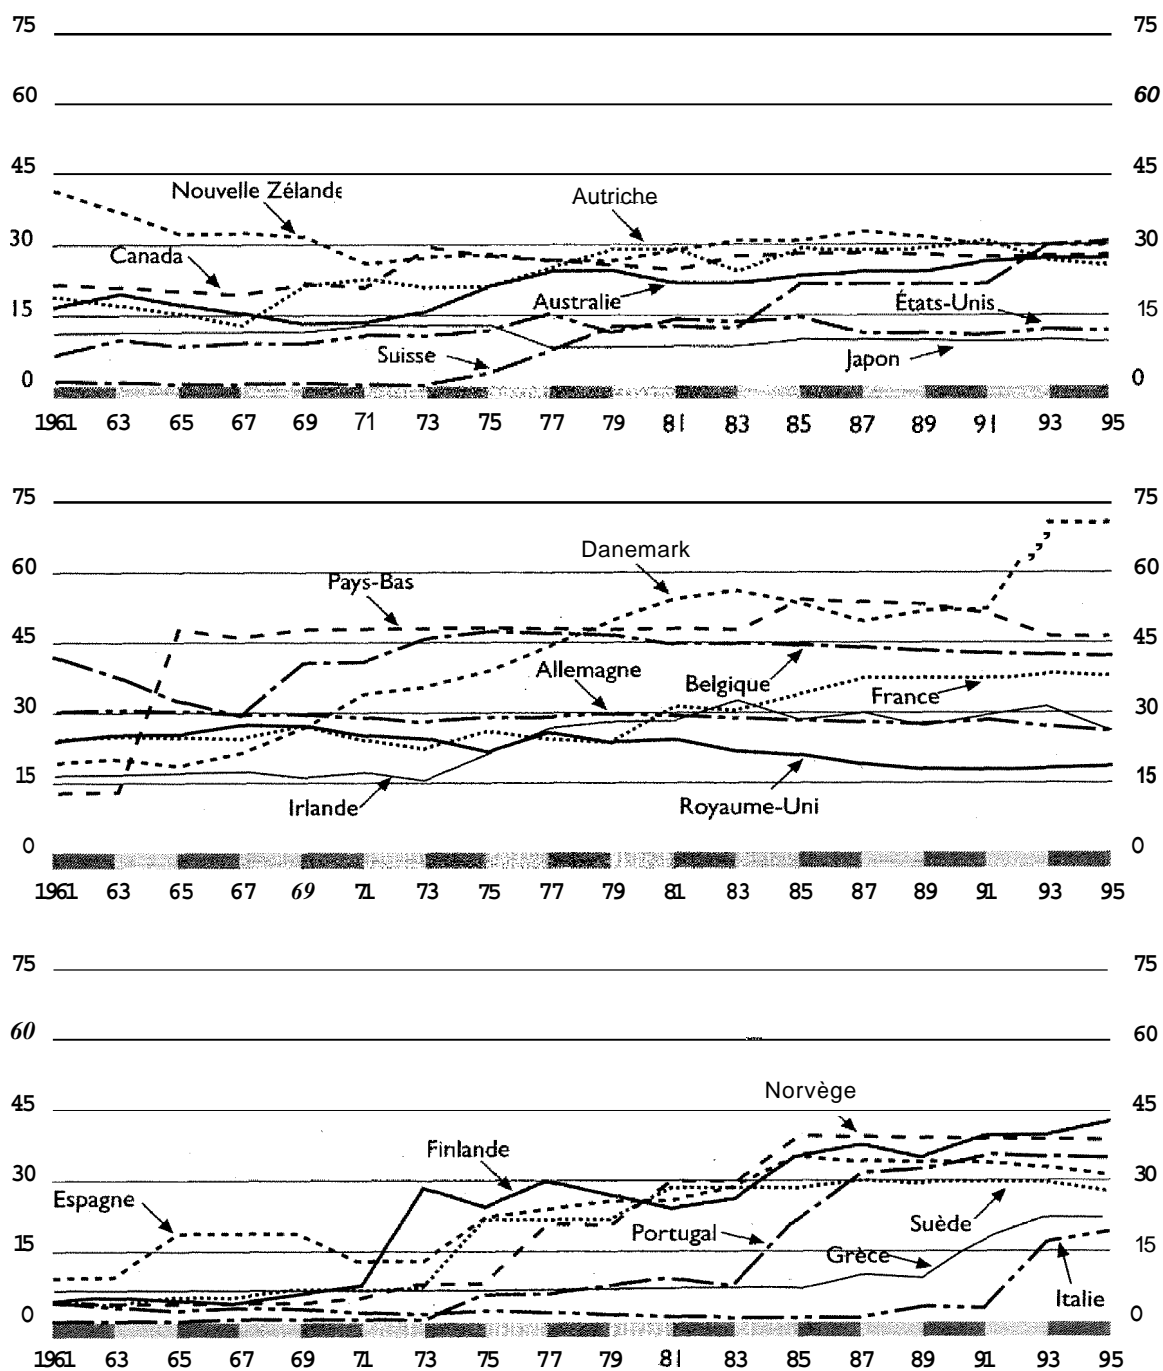 75 75
60 60
45 45
Nouvelle Zélande Autriche
30 30
Canada
Australie États-Unis
15 15
Suisse Japon
0 0
1961 63 65 67 69 71 73 75 77 79 81 83 85 87 89 91 93 95
75 75
Danemark
60 60
Pays-Bas
45 45
Allemagne Belgique France
30 30
15 15
Irlande Royaume-Uni
0 0
1961 63 65 67 69 71 73 75 77 79 81 83 85 87 89 91 93 95
75 75
60 60
Norvège
45 45
Finlande
30 30
Espagne
Portugal Suède
15 15
Grèce
Italie
0 0
1961 63 65 67 69 71 73 75 77 79 81 83 85 87 89 91 93 95